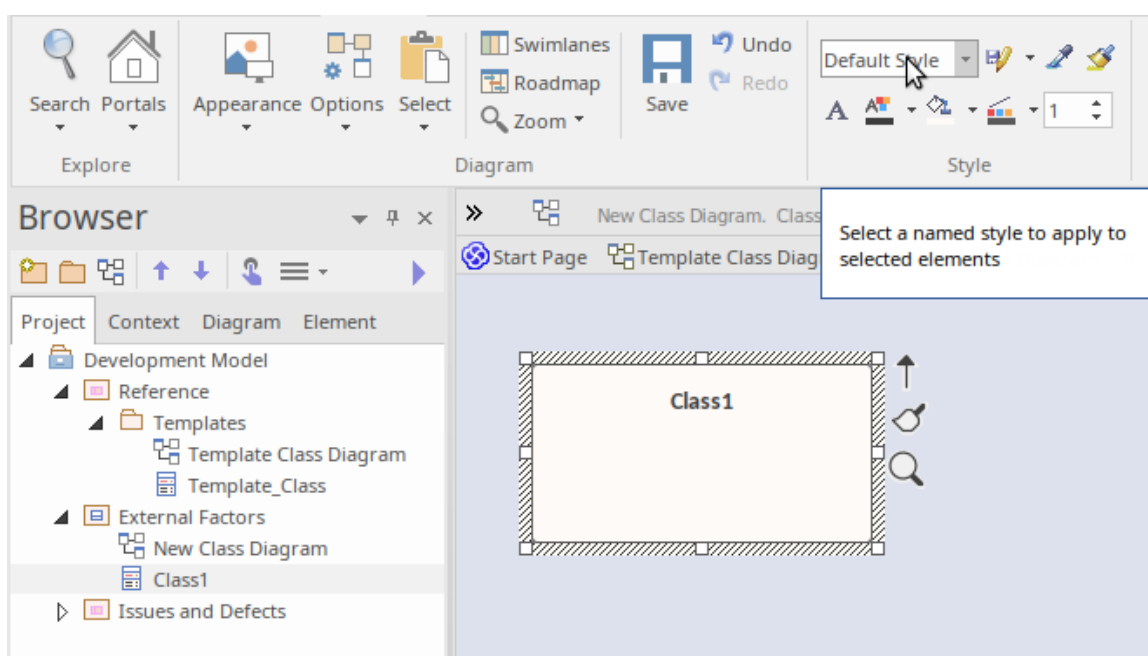 Search Portals Appearance Options Select Swimlanes Roadmap Zoom Save Undo Redo Default Style 1
Explore Diagram Style
Browser
New Class Diagram. Class
Select a named style to apply to
selected elements
Start Page Template Class Diag
Project Context Diagram Element
Development Model
Reference
Templates
Template Class Diagram
Template_Class
External Factors
New Class Diagram
Class1
Issues and Defects
Class1